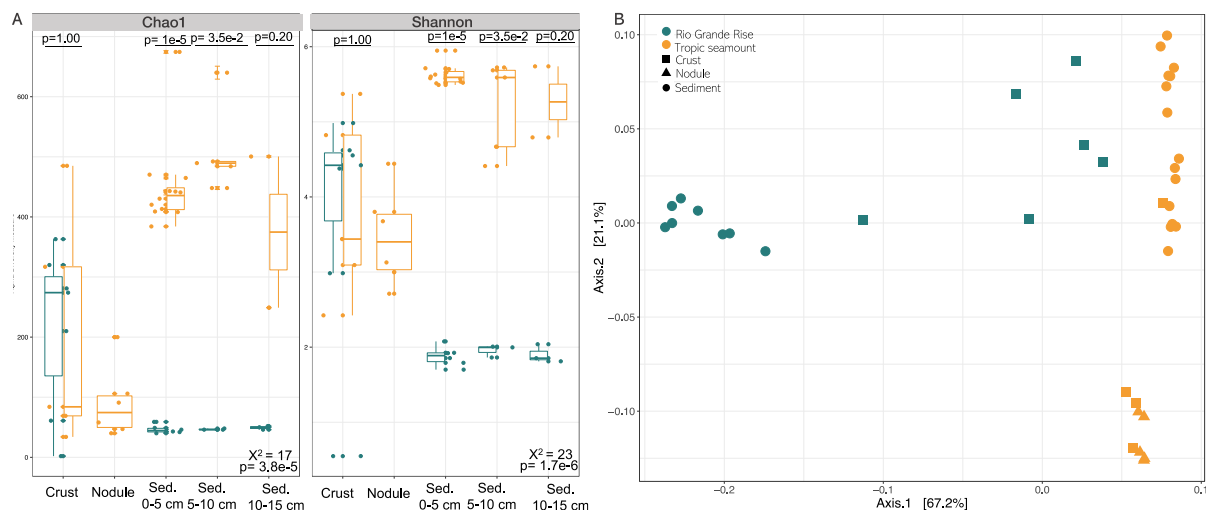 A
Chao1
Shannon
p=1.00
p= 1e-5
p= 3.5e-2
p=0.20
p=1.00
p=1e-5
p=3.5e-2
p=0.20
600
400
200
0
6
4
2
X² = 17
p= 3.8e-5
X² = 23
p= 1.7e-6
Crust
Nodule
Sed.
0-5 cm
Sed.
5-10 cm
Sed.
10-15 cm
Crust
Nodule
Sed.
0-5 cm
Sed.
5-10 cm
Sed.
10-15 cm
B
Rio Grande Rise
Tropic seamount
Crust
Nodule
Sediment
0.10
0.05
0.00
−0.05
−0.10
Axis.2 [21.1%]
−0.2
−0.1
0.0
0.1
Axis.1 [67.2%]